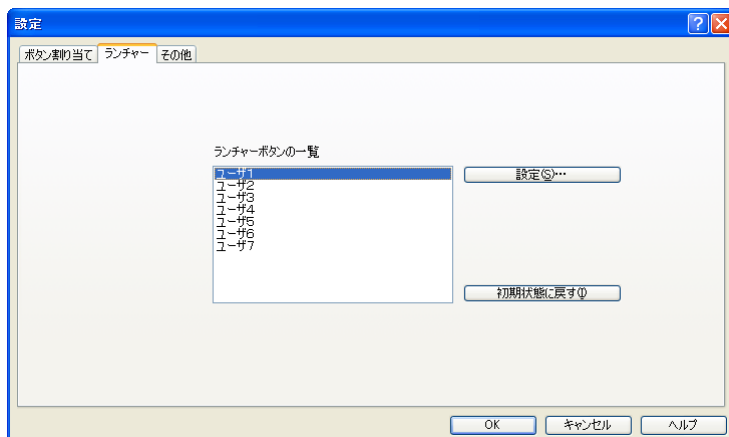 設定
ボタン割り当て ランチャー その他
ランチャーボタンの一覧
ユーザ1
ユーザ2
ユーザ3
ユーザ4
ユーザ5
ユーザ6
ユーザ7
設定(S)…
初期状態に戻す(I)
OK キャンセル ヘルプ